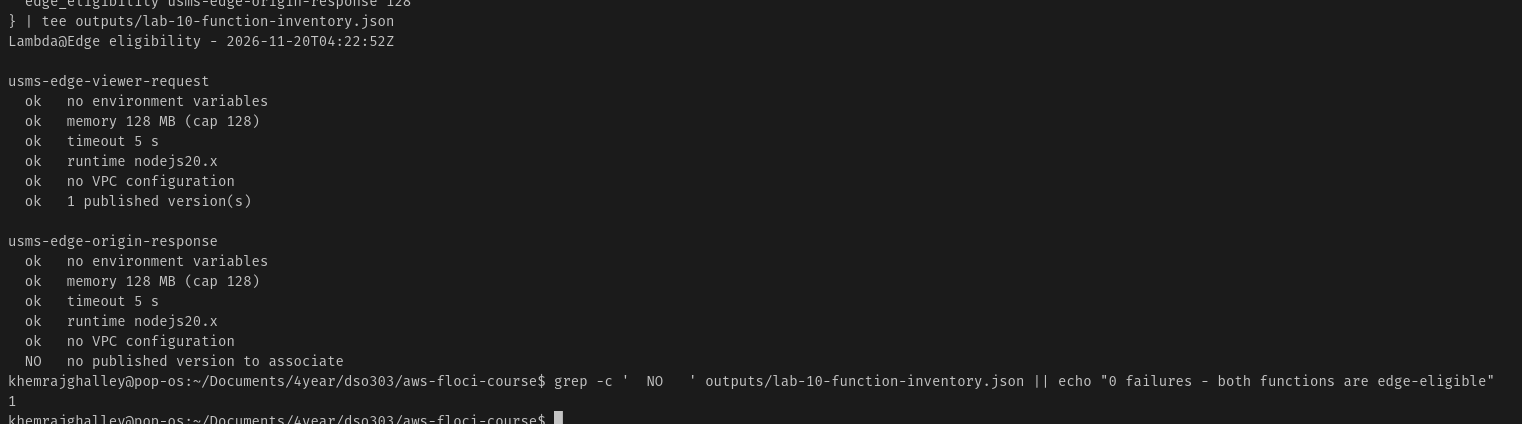 edge_eligibility usms-edge-origin-response 128
} | tee outputs/lab-10-function-inventory.json
Lambda@Edge eligibility - 2026-11-20T04:22:52Z

usms-edge-viewer-request
  ok   no environment variables
  ok   memory 128 MB (cap 128)
  ok   timeout 5 s
  ok   runtime nodejs20.x
  ok   no VPC configuration
  ok   1 published version(s)

usms-edge-origin-response
  ok   no environment variables
  ok   memory 128 MB (cap 128)
  ok   timeout 5 s
  ok   runtime nodejs20.x
  ok   no VPC configuration
  NO   no published version to associate
khemrajghalley@pop-os:~/Documents/4year/dso303/aws-floci-course$ grep -c '  NO   ' outputs/lab-10-function-inventory.json || echo "0 failures - both functions are edge-eligible"
1
khemrajghalley@pop-os:~/Documents/4year/dso303/aws-floci-course$